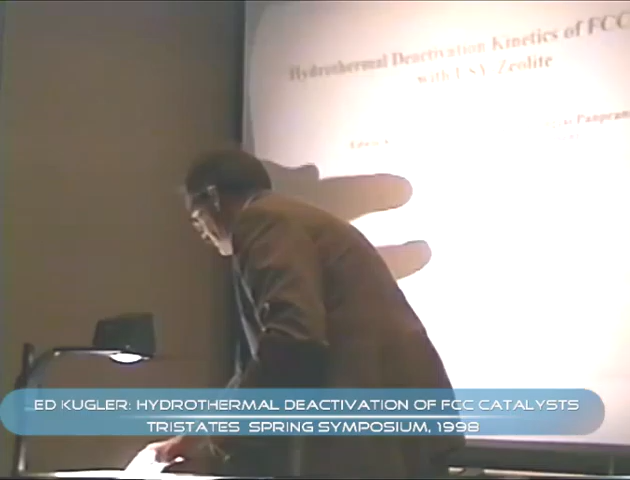 Hydrothermal Deactivation Kinetics of FCC
with USY Zeolite
ED KUGLER: HYDROTHERMAL DEACTIVATION OF FCC CATALYSTS
TRISTATES SPRING SYMPOSIUM, 1998